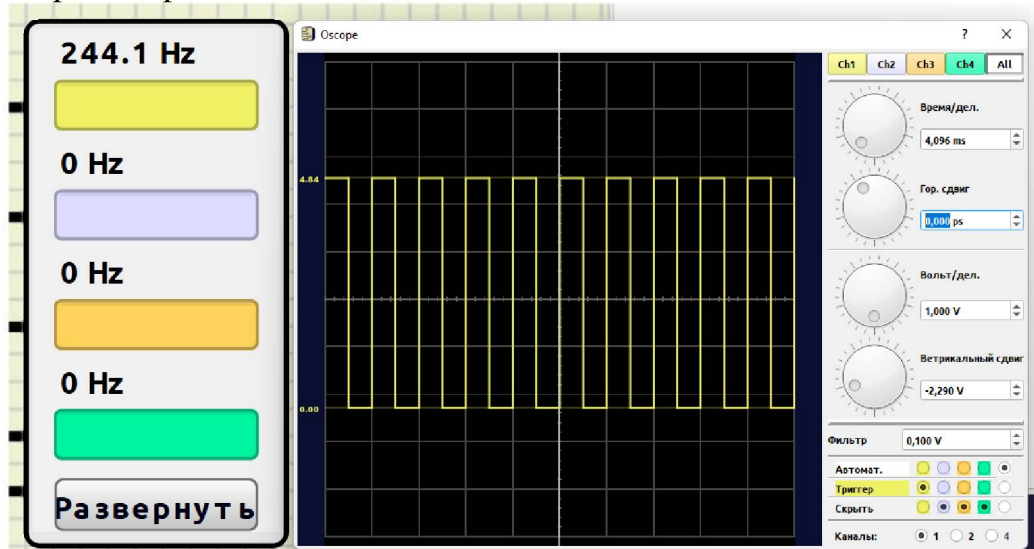 244.1 Hz
0 Hz
0 Hz
0 Hz
Развернуть
Oscope
? X
4.84
0.00
Ch1 Ch2 Ch3 Ch4 All
Время/дел.
4,096 ms
Гор. сдвиг
0,000 ps
Вольт/дел.
1,000 V
Ветрикальный сдвиг
-2,290 V
Фильтр 0,100 V
Автомат.
Триггер
Скрыть
Каналы: 1 2 4